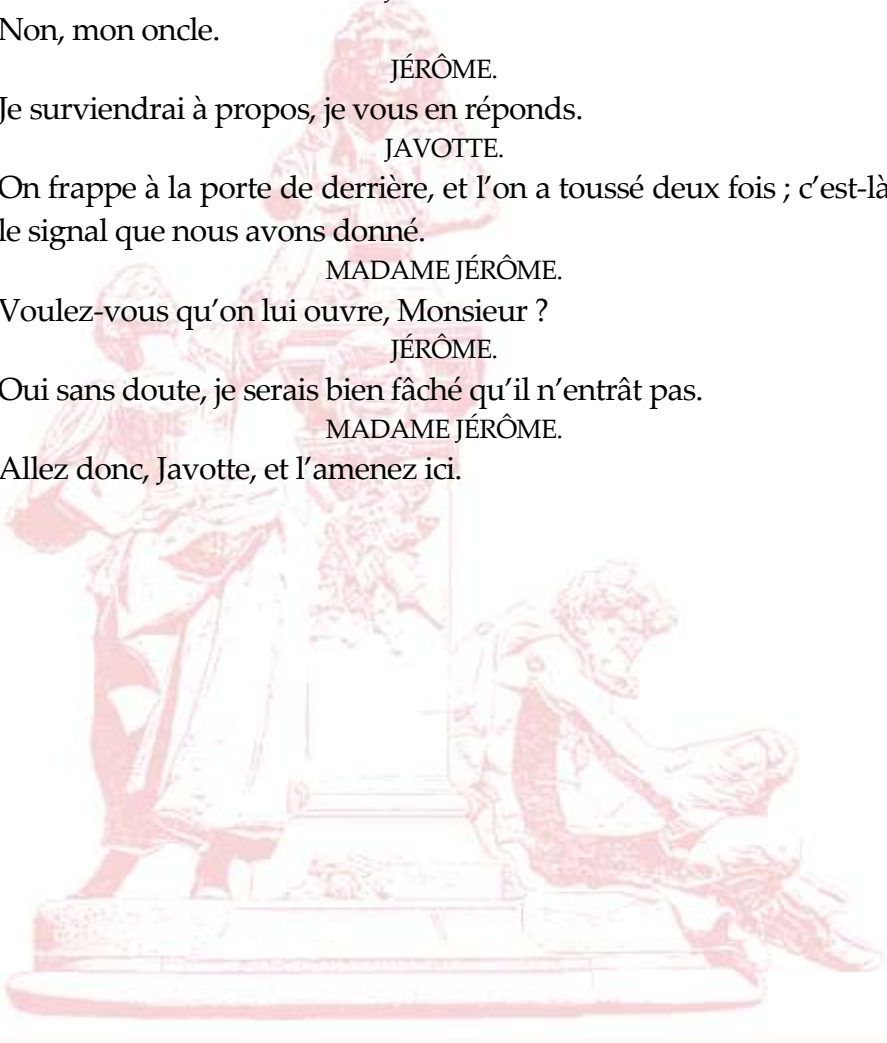 Non, mon oncle.
JÉRÔME.
Je surviendrai à propos, je vous en réponds.
JAVOTTE.
On frappe à la porte de derrière, et l’on a toussé deux fois ; c’est-là
le signal que nous avons donné.
MADAME JÉRÔME.
Voulez-vous qu’on lui ouvre, Monsieur ?
JÉRÔME.
Oui sans doute, je serais bien fâché qu’il n’entrât pas.
MADAME JÉRÔME.
Allez donc, Javotte, et l’amenez ici.